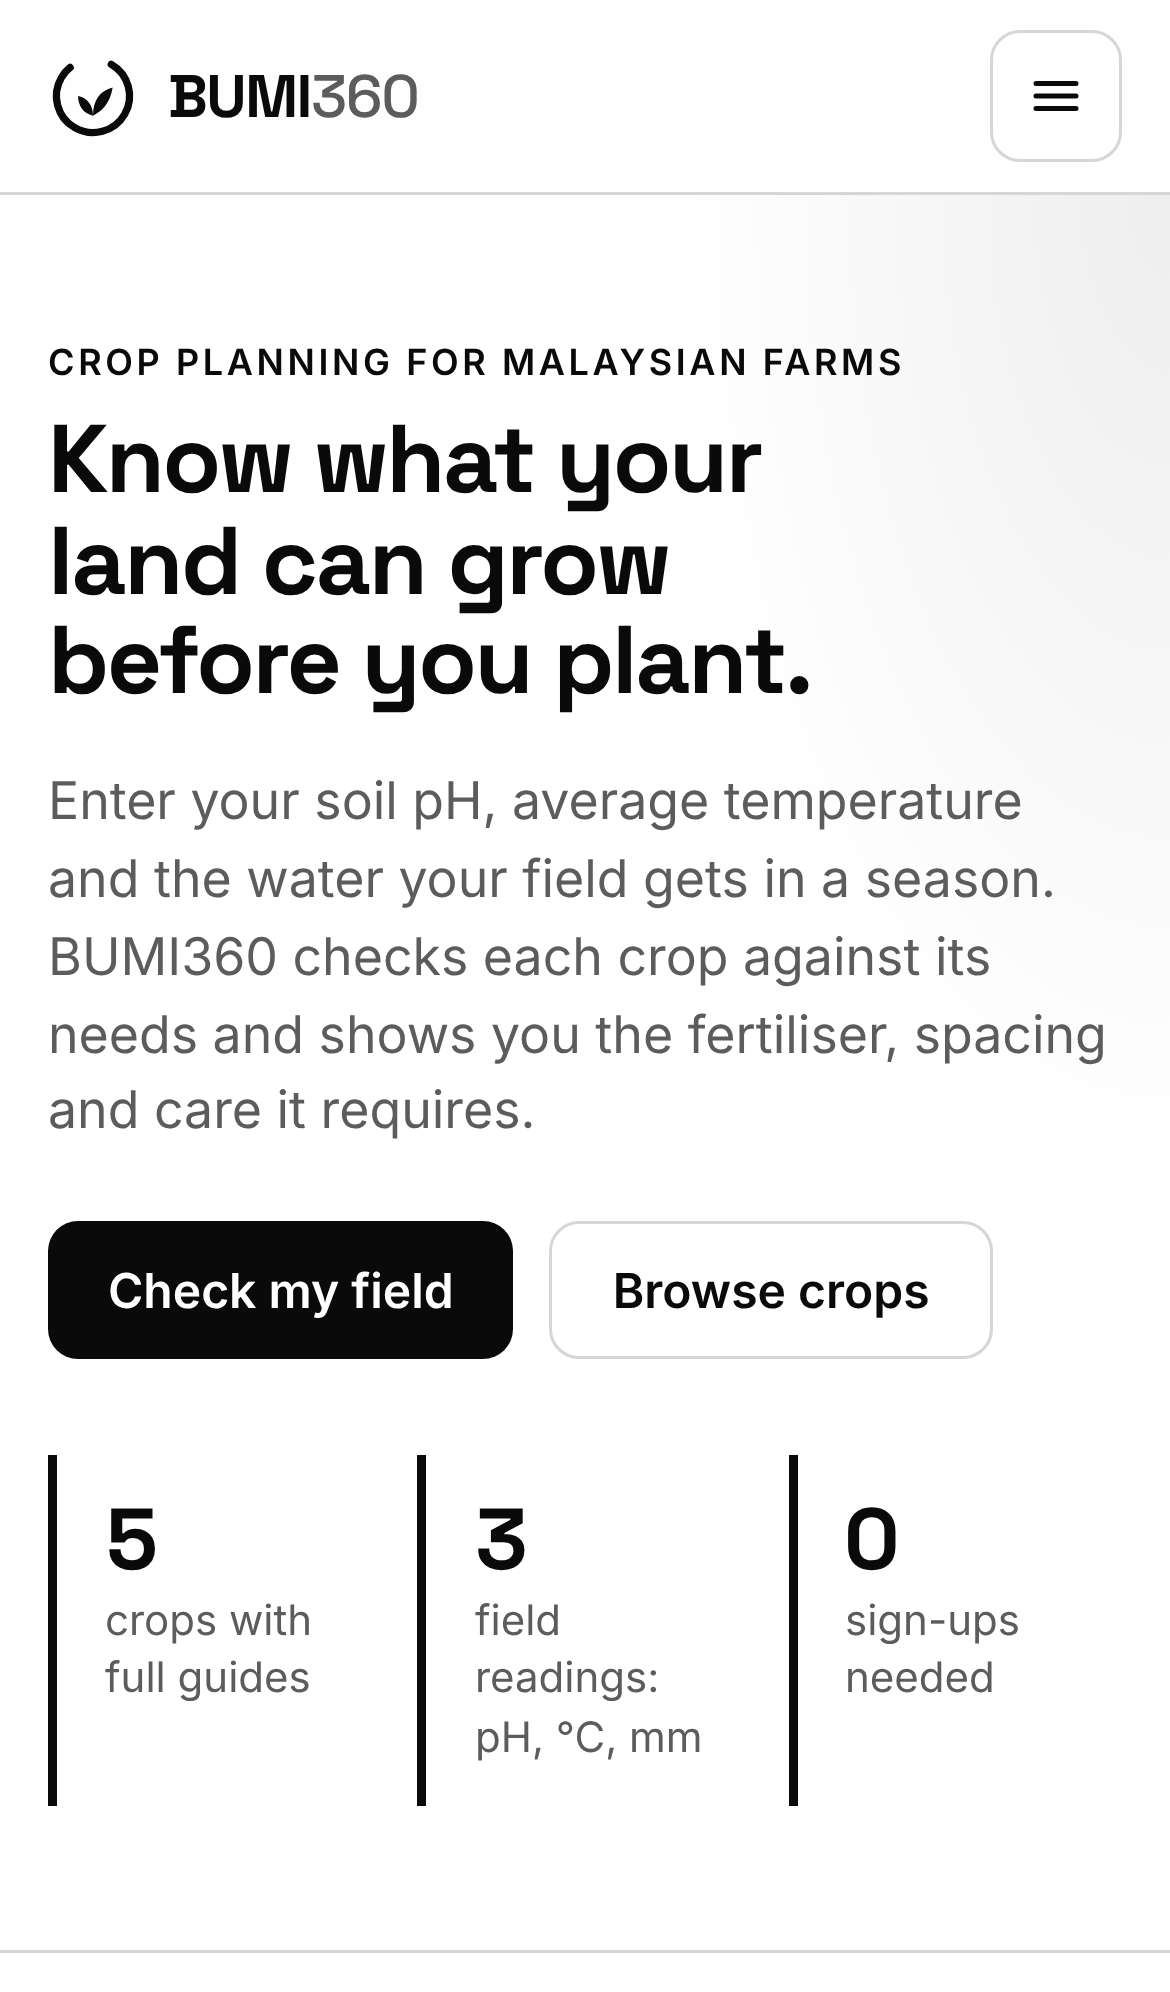 BUMI360
CROP PLANNING FOR MALAYSIAN FARMS
Know what your
land can grow
before you plant.
Enter your soil pH, average temperature
and the water your field gets in a season.
BUMI360 checks each crop against its
needs and shows you the fertiliser, spacing
and care it requires.
Check my field
Browse crops
5
crops with
full guides
3
field
readings:
pH, °C, mm
0
sign-ups
needed